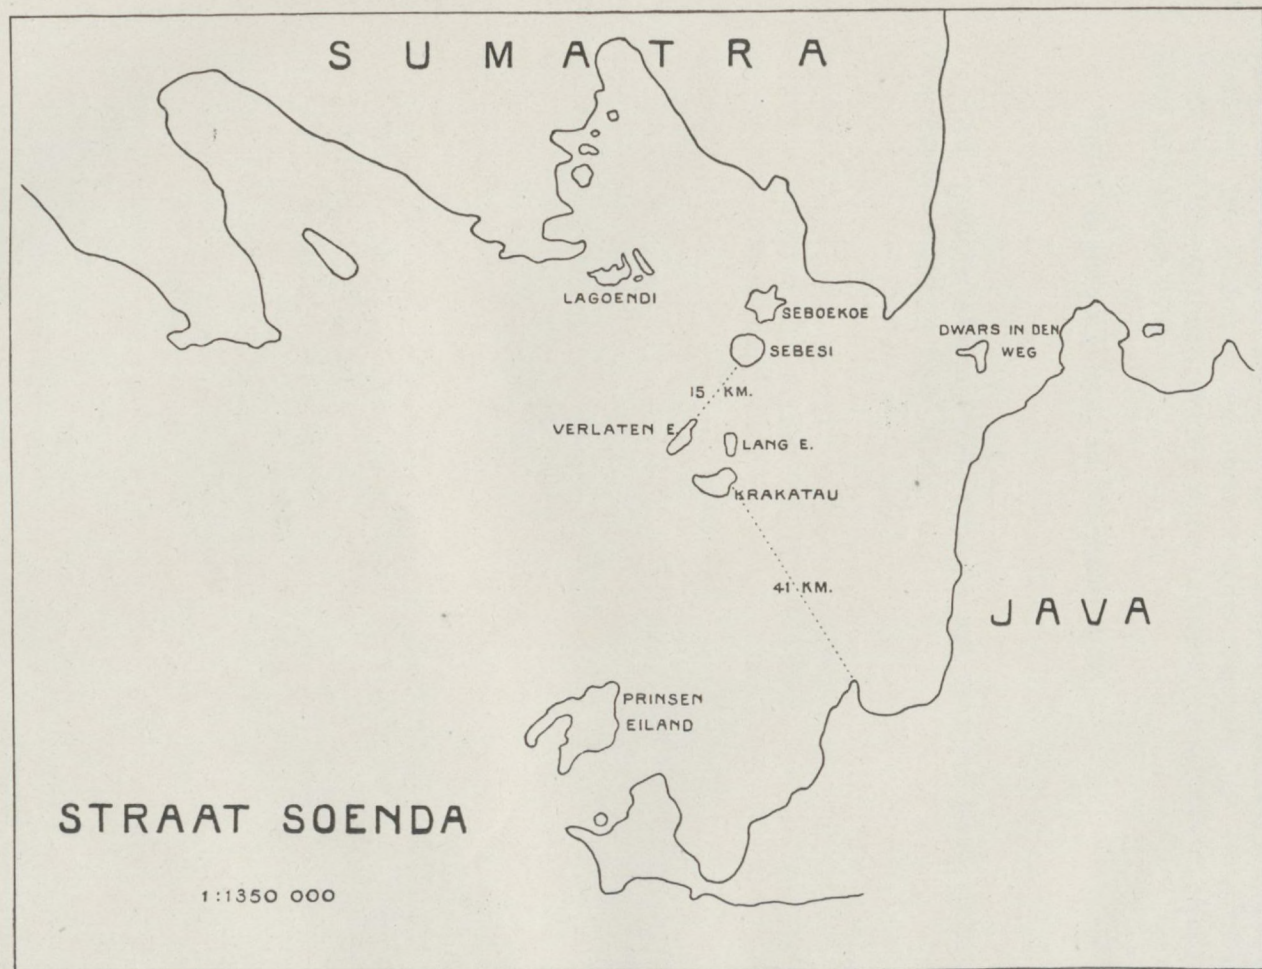 SUMATRA
LAGOENDI
SEBOEKOE
DWARS IN DEN
WEG
SEBESI
15 KM.
VERLATEN E.
LANG E.
KRAKATAU
41 KM.
JAVA
PRINSEN
EILAND
STRAAT SOENDA
1:1350 000